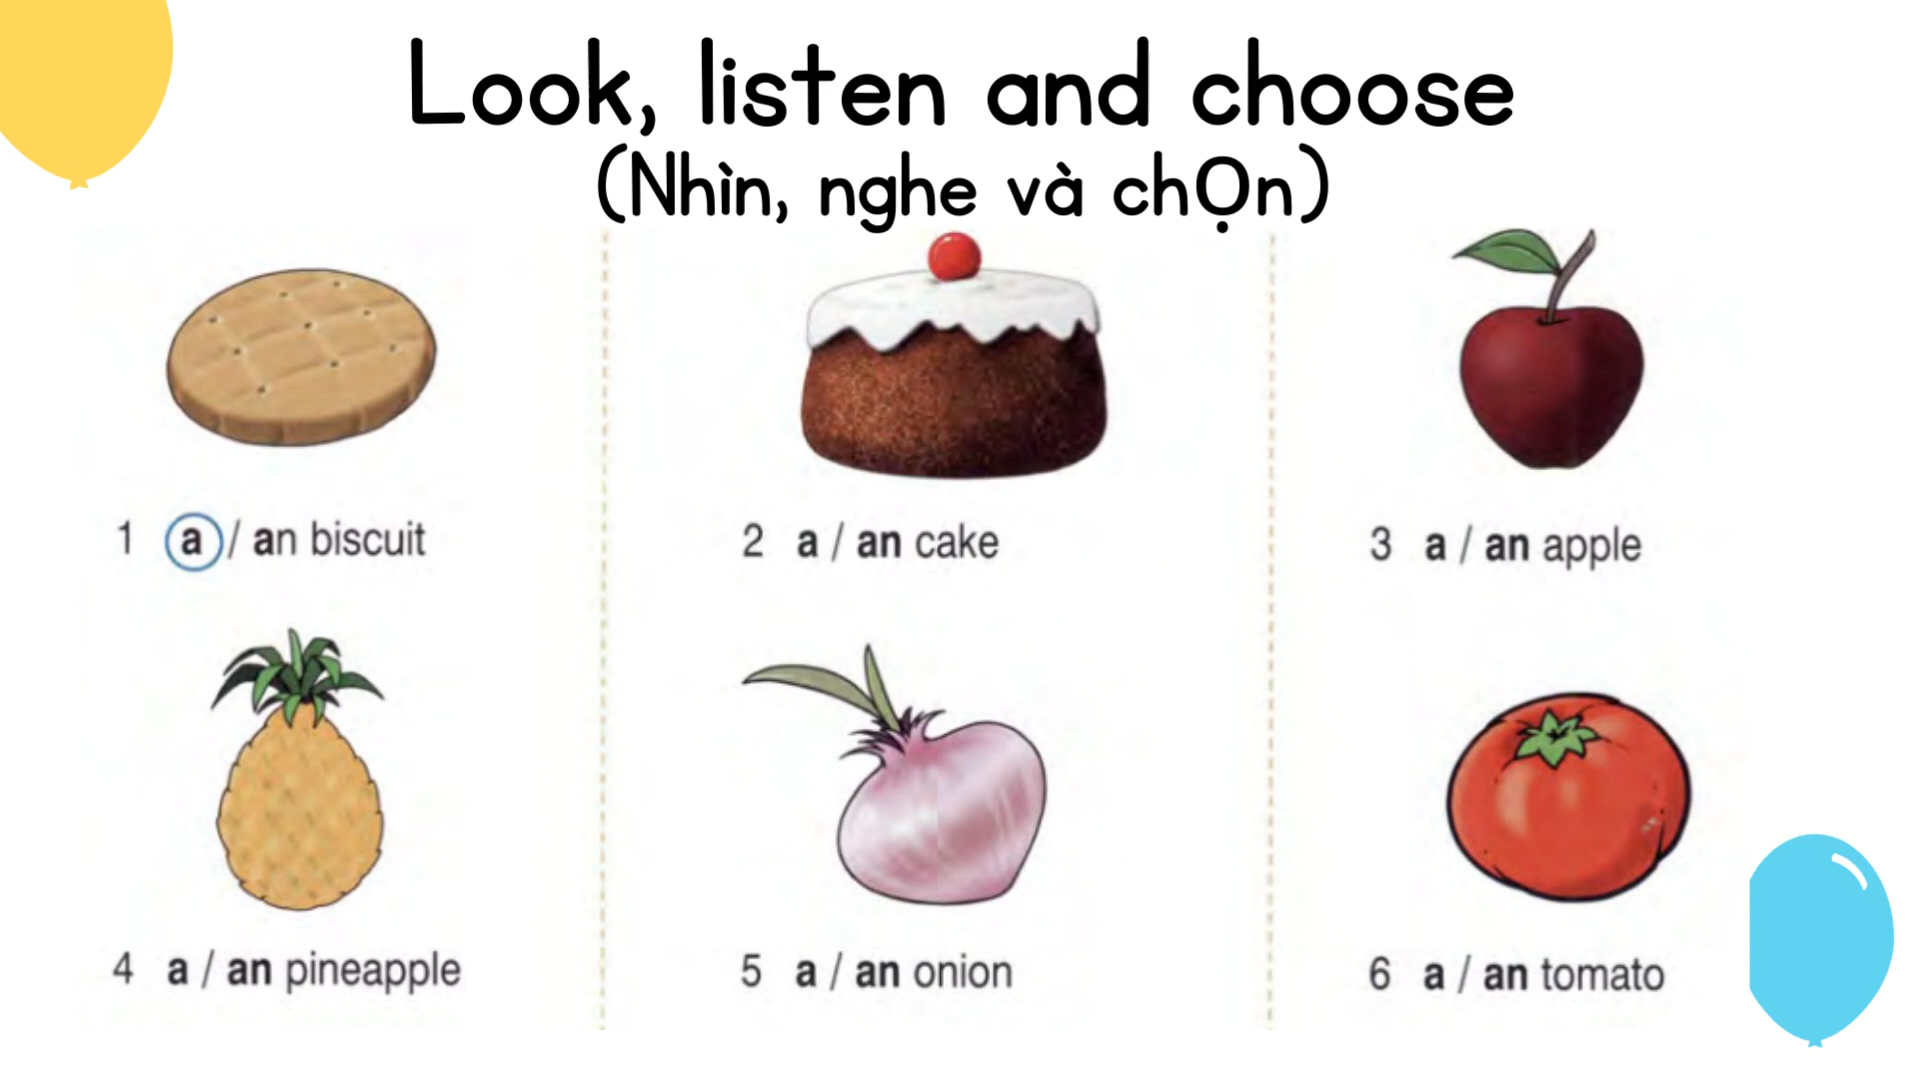 Look, listen and choose
(Nhìn, nghe và chỌn)
1 a / an biscuit
2 a / an cake
3 a / an apple
4 a / an pineapple
5 a / an onion
6 a / an tomato